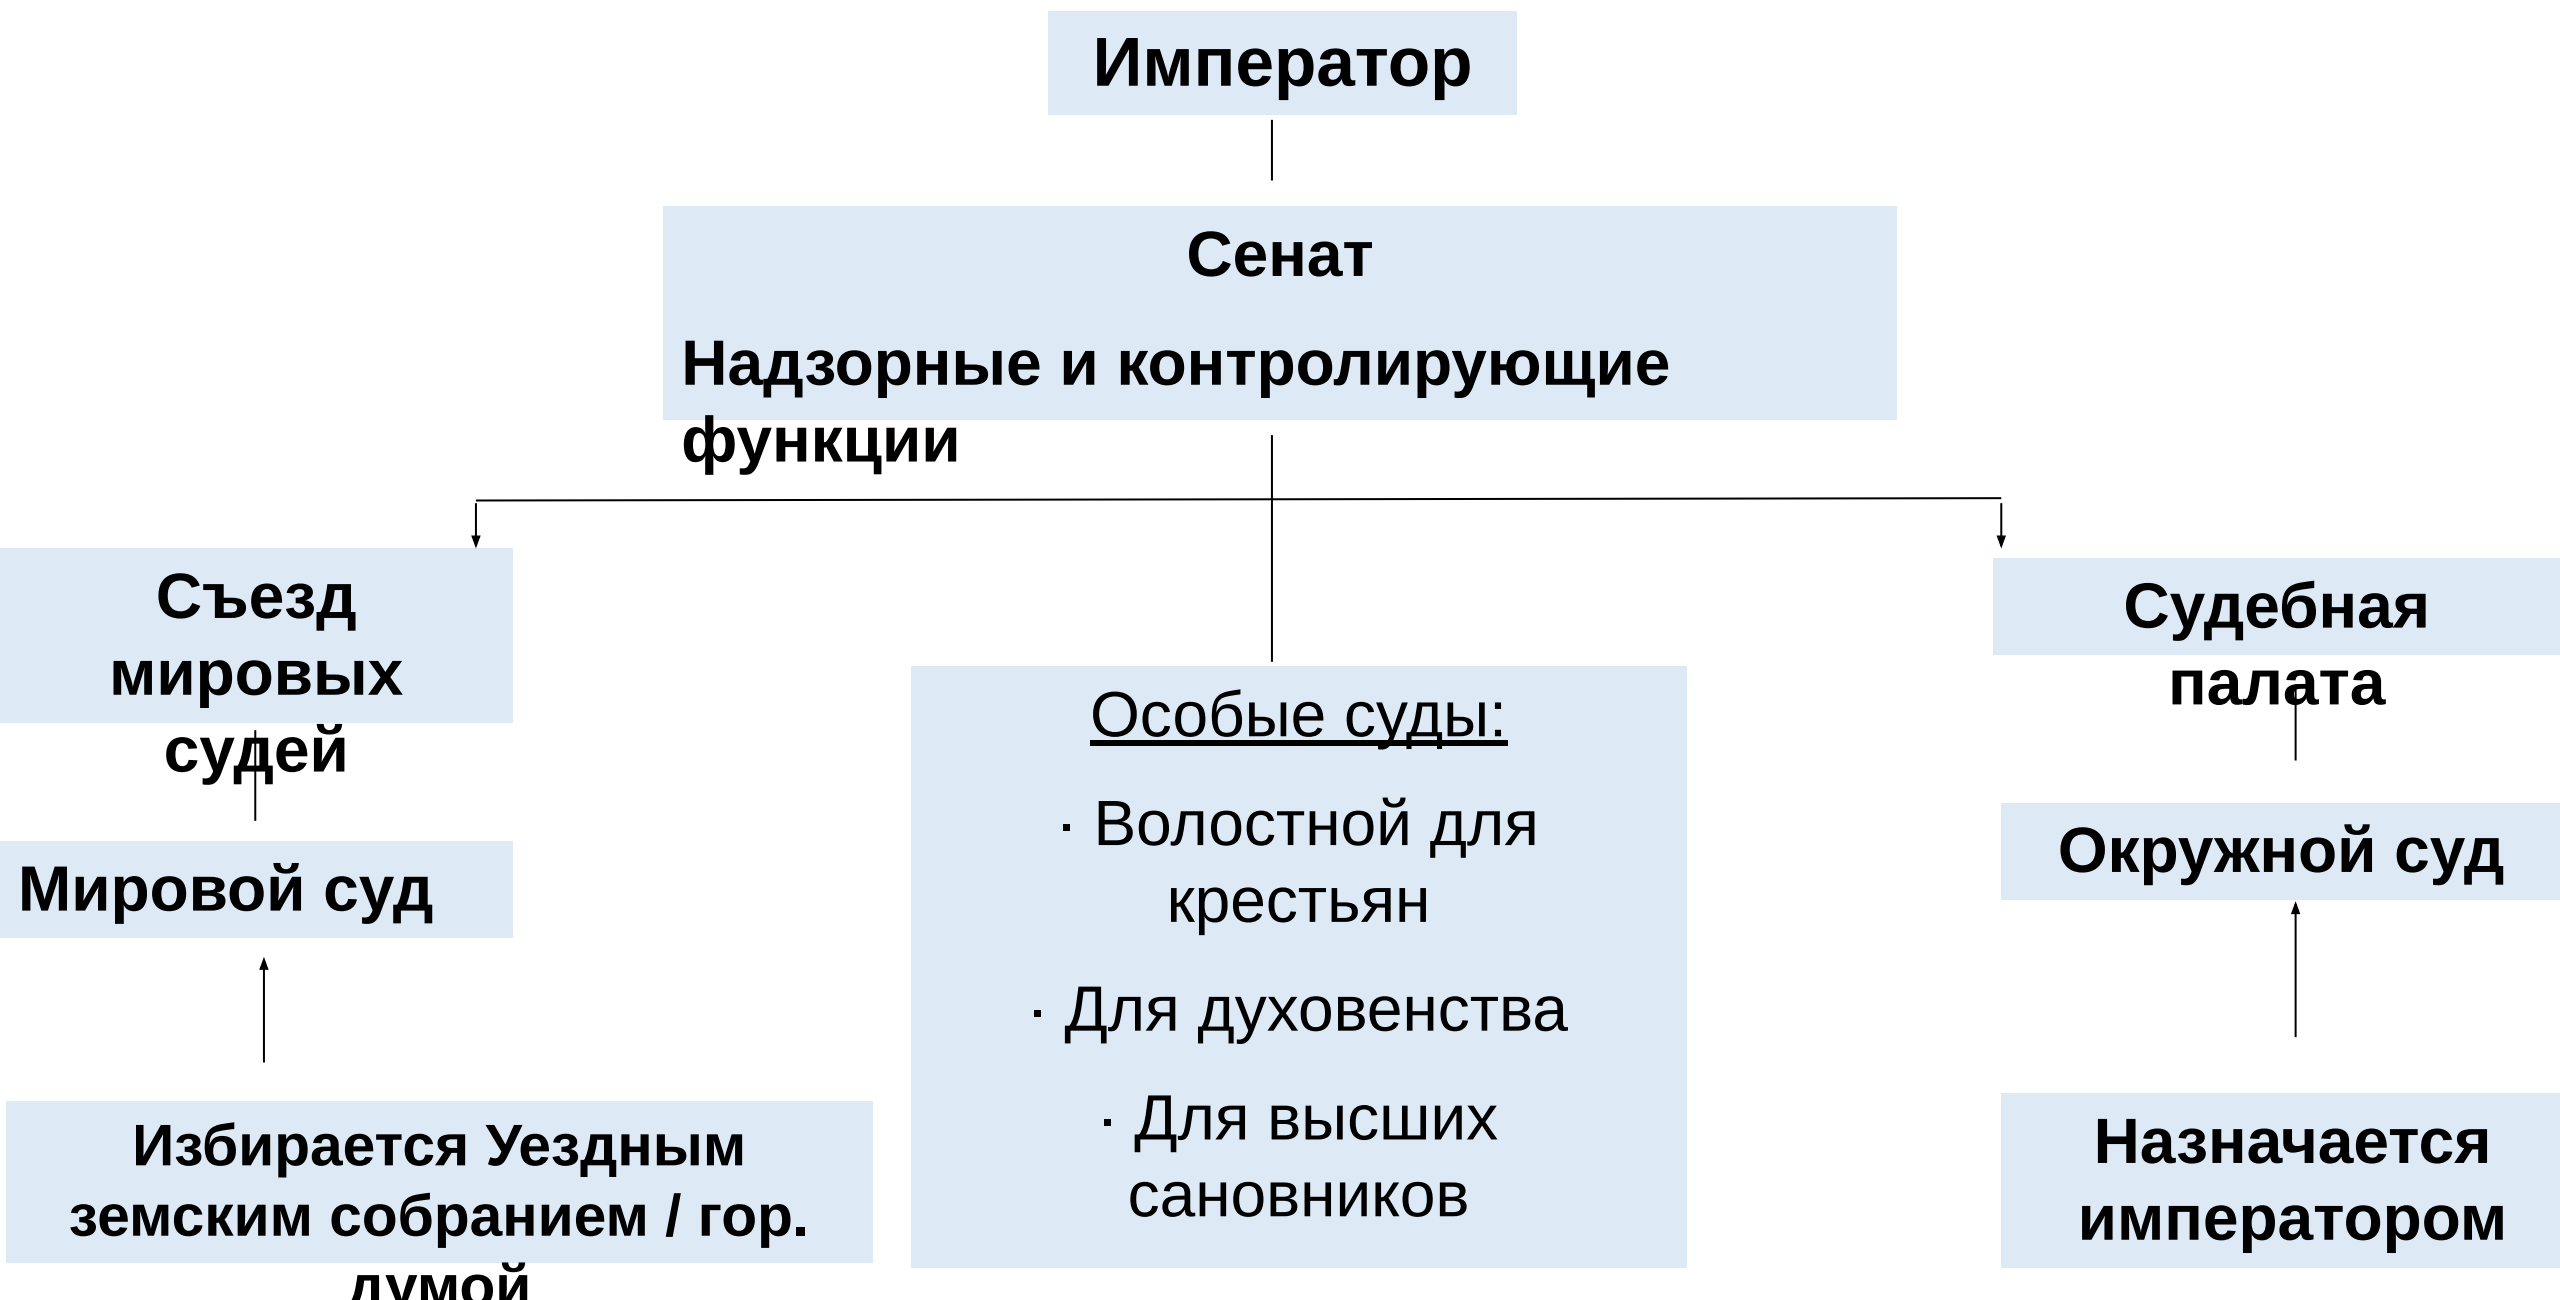 Император
Сенат
Надзорные и контролирующие
функции
Съезд
мировых
судей
Мировой суд
Избирается Уездным
земским собранием / гор.
думой
Особые суды:
· Волостной для
крестьян
· Для духовенства
· Для высших
сановников
Судебная
палата
Окружной суд
Назначается
императором